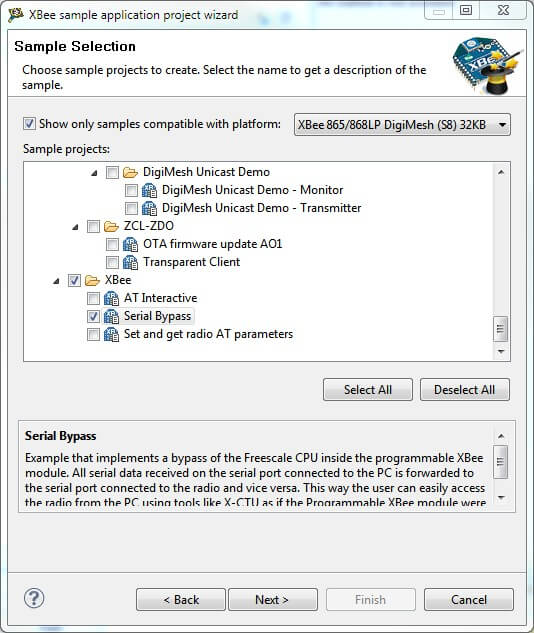 XBee sample application project wizard
Sample Selection
Choose sample projects to create. Select the name to get a description of the
sample.
XBEE
Show only samples compatible with platform:
XBee 865/868LP DigiMesh (S8) 32KB
Sample projects:
DigiMesh Unicast Demo
DigiMesh Unicast Demo - Monitor
DigiMesh Unicast Demo - Transmitter
ZCL-ZDO
OTA firmware update AO1
Transparent Client
XBee
AT Interactive
Serial Bypass
Set and get radio AT parameters
Select All
Deselect All
Serial Bypass
Example that implements a bypass of the Freescale CPU inside the programmable XBee
module. All serial data received on the serial port connected to the PC is forwarded to
the serial port connected to the radio and vice versa. This way the user can easily access
the radio from the PC using tools like X-CTU as if the Programmable XBee module were
?
< Back
Next >
Finish
Cancel